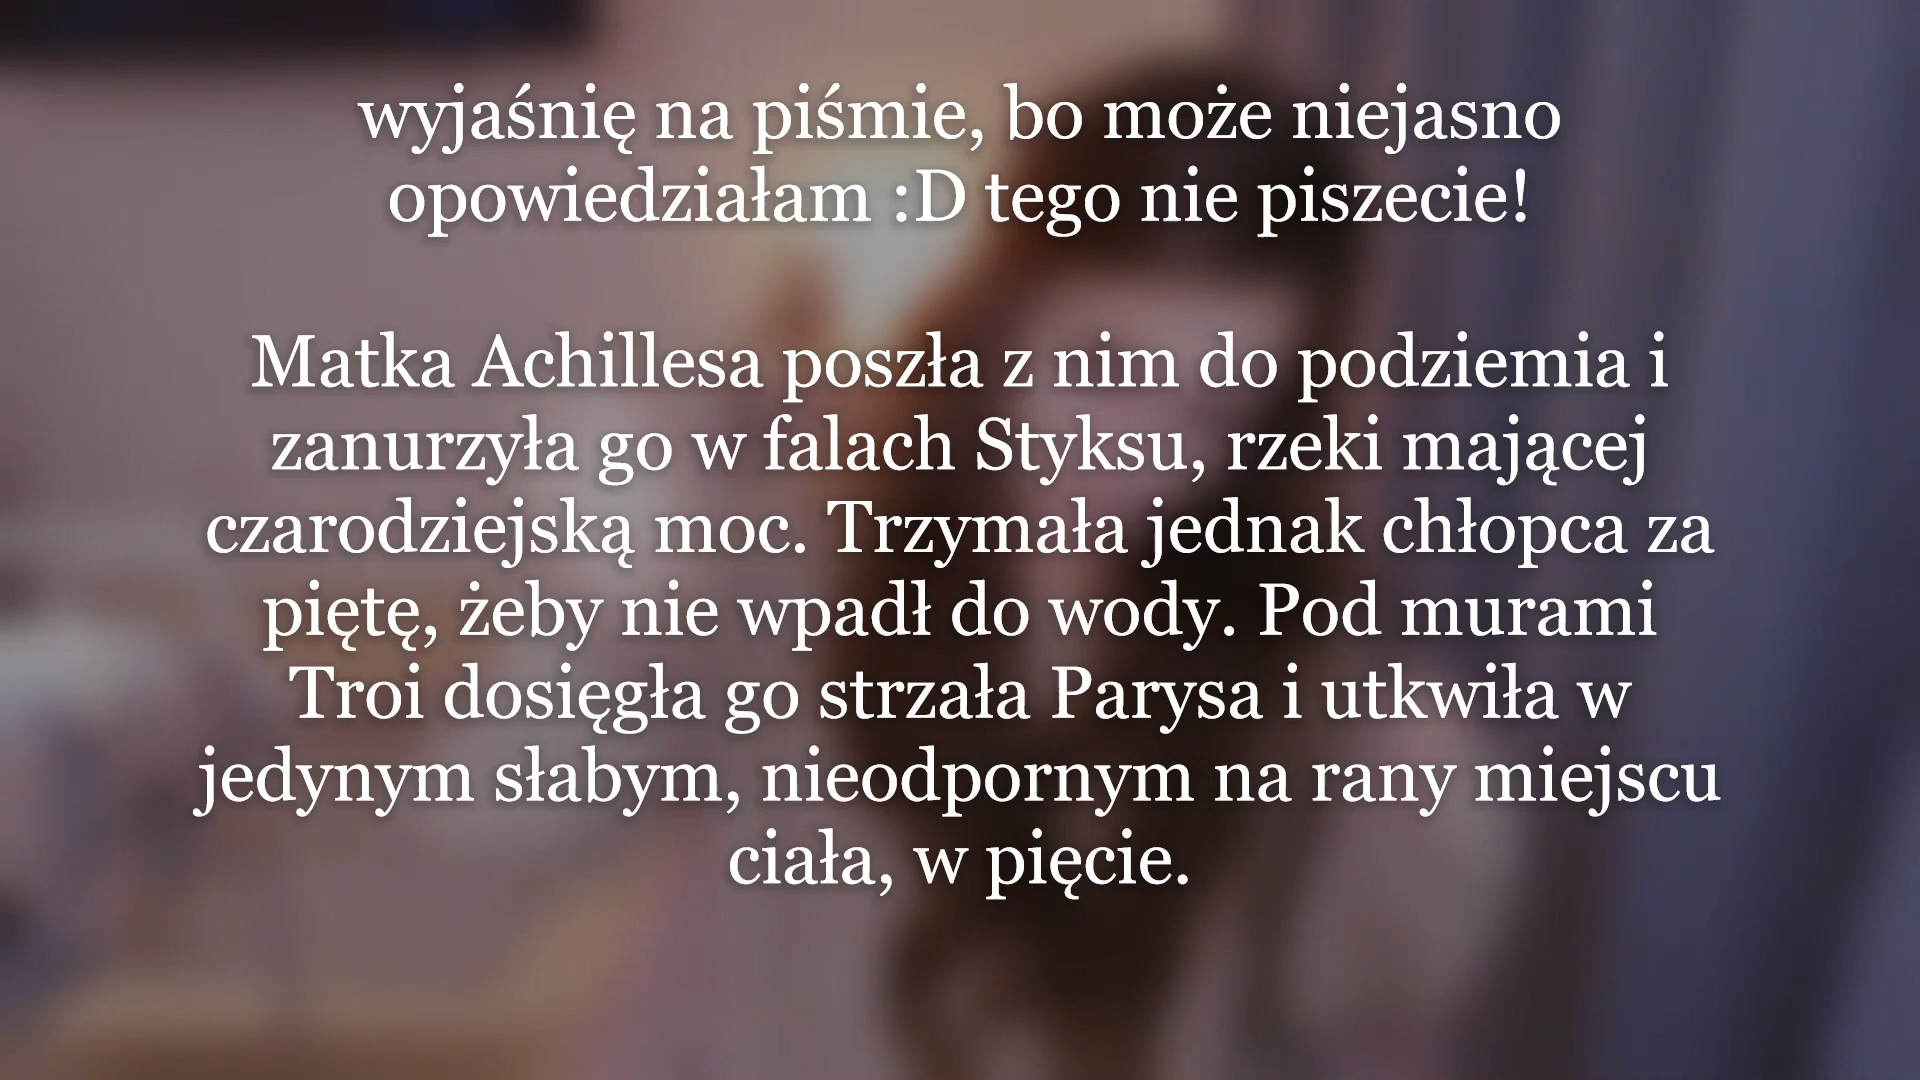 wyjaśnię na piśmie, bo może niejasno
opowiedziałam :D tego nie piszecie!
Matka Achillesa poszła z nim do podziemia i
zanurzyła go w falach Styksu, rzeki mającej
czarodziejską moc. Trzymała jednak chłopca za
piętę, żeby nie wpadł do wody. Pod murami
Troi dosięgła go strzała Parysa i utkwiła w
jedynym słabym, nieodpornym na rany miejscu
ciała, w pięcie.